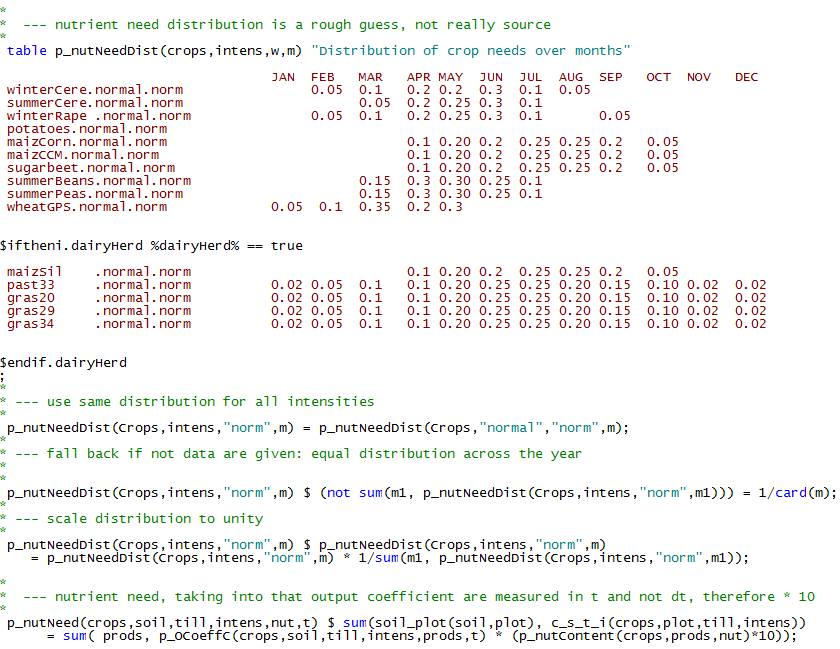 *
*  --- nutrient need distribution is a rough guess, not really source
*
 table p_nutNeedDist(crops,intens,w,m) "Distribution of crop needs over months"

                                  JAN  FEB   MAR   APR MAY  JUN  JUL  AUG  SEP   OCT  NOV   DEC
 winterCere.normal.norm                0.05  0.1   0.2 0.2  0.3  0.1  0.05
 summerCere.normal.norm                      0.05  0.2 0.25 0.3  0.1
 winterRape .normal.norm               0.05  0.1   0.2 0.25 0.3  0.1       0.05
 potatoes.normal.norm
 maizCorn.normal.norm                              0.1 0.20 0.2  0.25 0.25 0.2   0.05
 maizCCM.normal.norm                               0.1 0.20 0.2  0.25 0.25 0.2   0.05
 sugarbeet.normal.norm                             0.1 0.20 0.2  0.25 0.25 0.2   0.05
 summerBeans.normal.norm                     0.15  0.3 0.30 0.25 0.1
 summerPeas.normal.norm                      0.15  0.3 0.30 0.25 0.1
 wheatGPS.normal.norm             0.05  0.1  0.35  0.2 0.3

$iftheni.dairyHerd %dairyHerd% == true

 maizSil    .normal.norm                           0.1 0.20 0.2  0.25 0.25 0.2   0.05
 past33     .normal.norm          0.02 0.05  0.1   0.1 0.20 0.25 0.25 0.20 0.15  0.10 0.02  0.02
 gras20     .normal.norm          0.02 0.05  0.1   0.1 0.20 0.25 0.25 0.20 0.15  0.10 0.02  0.02
 gras29     .normal.norm          0.02 0.05  0.1   0.1 0.20 0.25 0.25 0.20 0.15  0.10 0.02  0.02
 gras34     .normal.norm          0.02 0.05  0.1   0.1 0.20 0.25 0.25 0.20 0.15  0.10 0.02  0.02

$endif.dairyHerd
;
*
* --- use same distribution for all intensities
*
 p_nutNeedDist(Crops,intens,"norm",m) = p_nutNeedDist(Crops,"normal","norm",m);
*
* --- fall back if not data are given: equal distribution across the year
*
*
 p_nutNeedDist(Crops,intens,"norm",m) $ (not sum(m1, p_nutNeedDist(Crops,intens,"norm",m1))) = 1/card(m);
*
* --- scale distribution to unity
*
 p_nutNeedDist(Crops,intens,"norm",m) $ p_nutNeedDist(Crops,intens,"norm",m)
    = p_nutNeedDist(Crops,intens,"norm",m) * 1/sum(m1, p_nutNeedDist(Crops,intens,"norm",m1));

*
*  --- nutrient need, taking into that output coefficient are measured in t and not dt, therefore * 10
*
 p_nutNeed(crops,soil,till,intens,nut,t) $ sum(soil_plot(soil,plot), c_s_t_i(crops,plot,till,intens))
      = sum( prods, p_OCoeffC(crops,soil,till,intens,prods,t) * (p_nutContent(crops,prods,nut)*10));